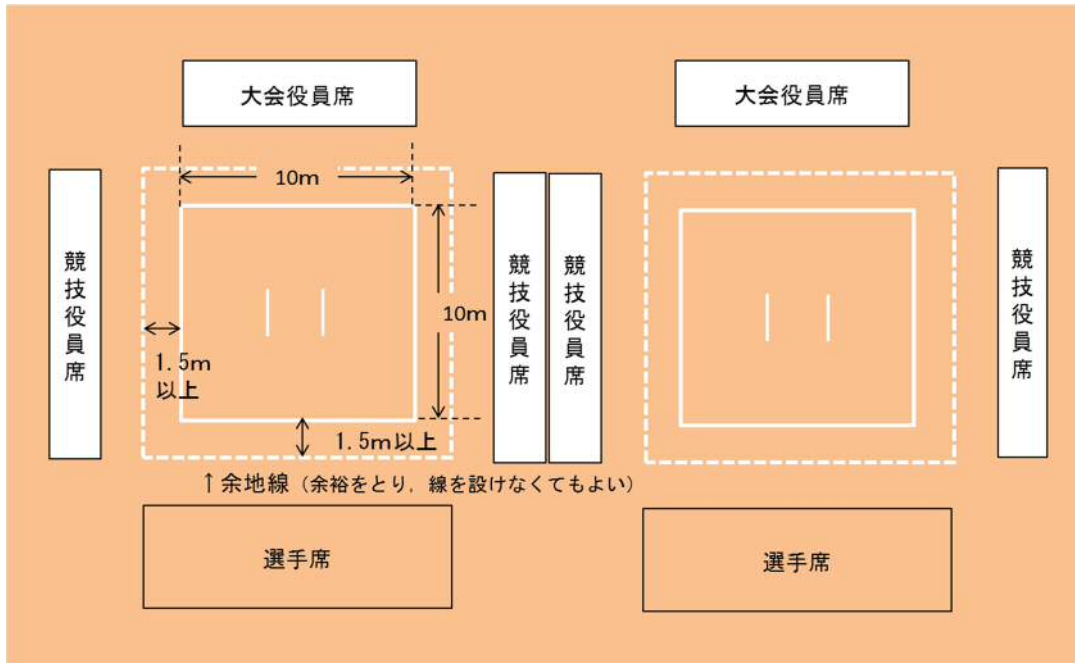 大会役員席
大会役員席
10m
競技役員席
10m
1.5m
以上
1.5m以上
競技役員席
競技役員席
競技役員席
↑余地線（余裕をとり，線を設けなくてもよい）
選手席
選手席